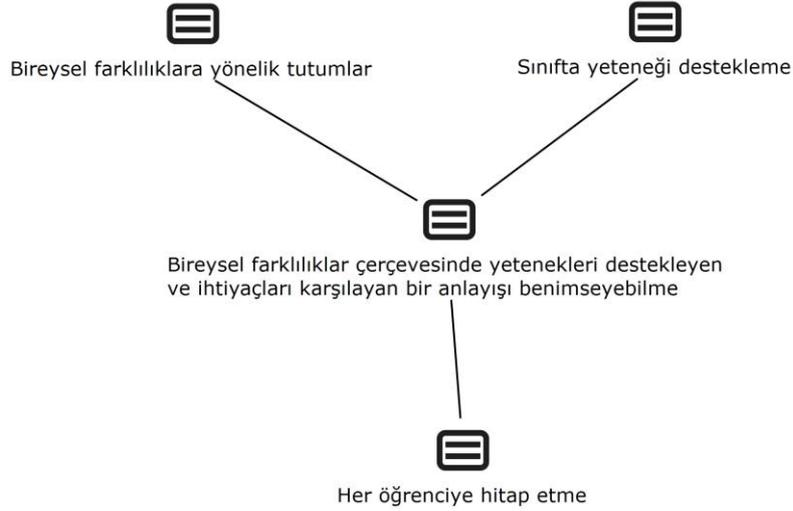 Bireysel farklılıklara yönelik tutumlar
Sınıfta yeteneği destekleme
Bireysel farklılıklar çerçevesinde yetenekleri destekleyen
ve ihtiyaçları karşılayan bir anlayışı benimseyebilme
Her öğrenciye hitap etme